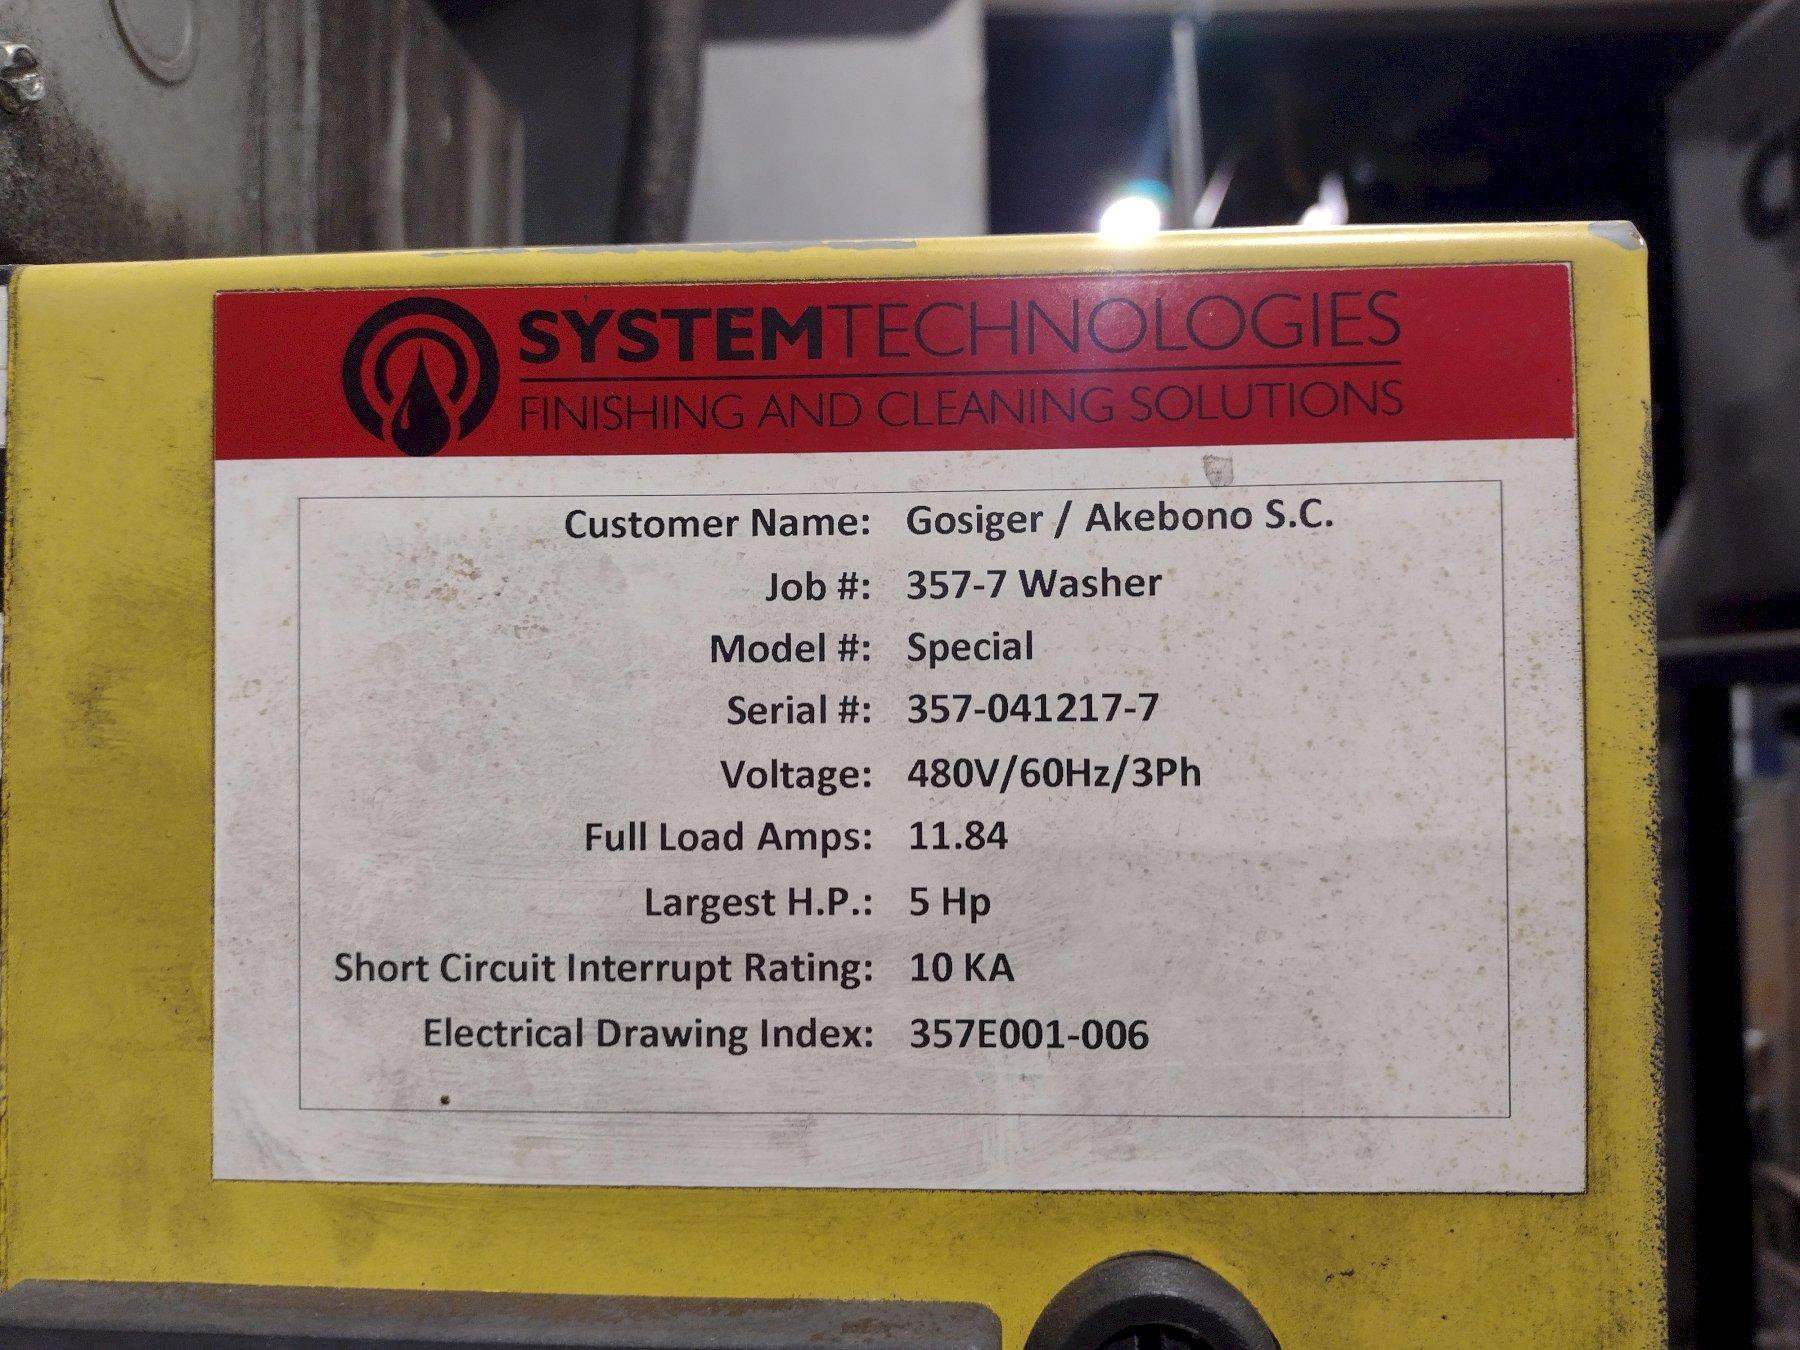 SYSTEMTECHNOLOGIES
FINISHING AND CLEANING SOLUTIONS
Customer Name: Gosiger / Akebono S.C.
Job #: 357-7 Washer
Model #: Special
Serial #: 357-041217-7
Voltage: 480V/60Hz/3Ph
Full Load Amps: 11.84
Largest H.P.: 5 Hp
Short Circuit Interrupt Rating: 10 KA
Electrical Drawing Index: 357E001-006